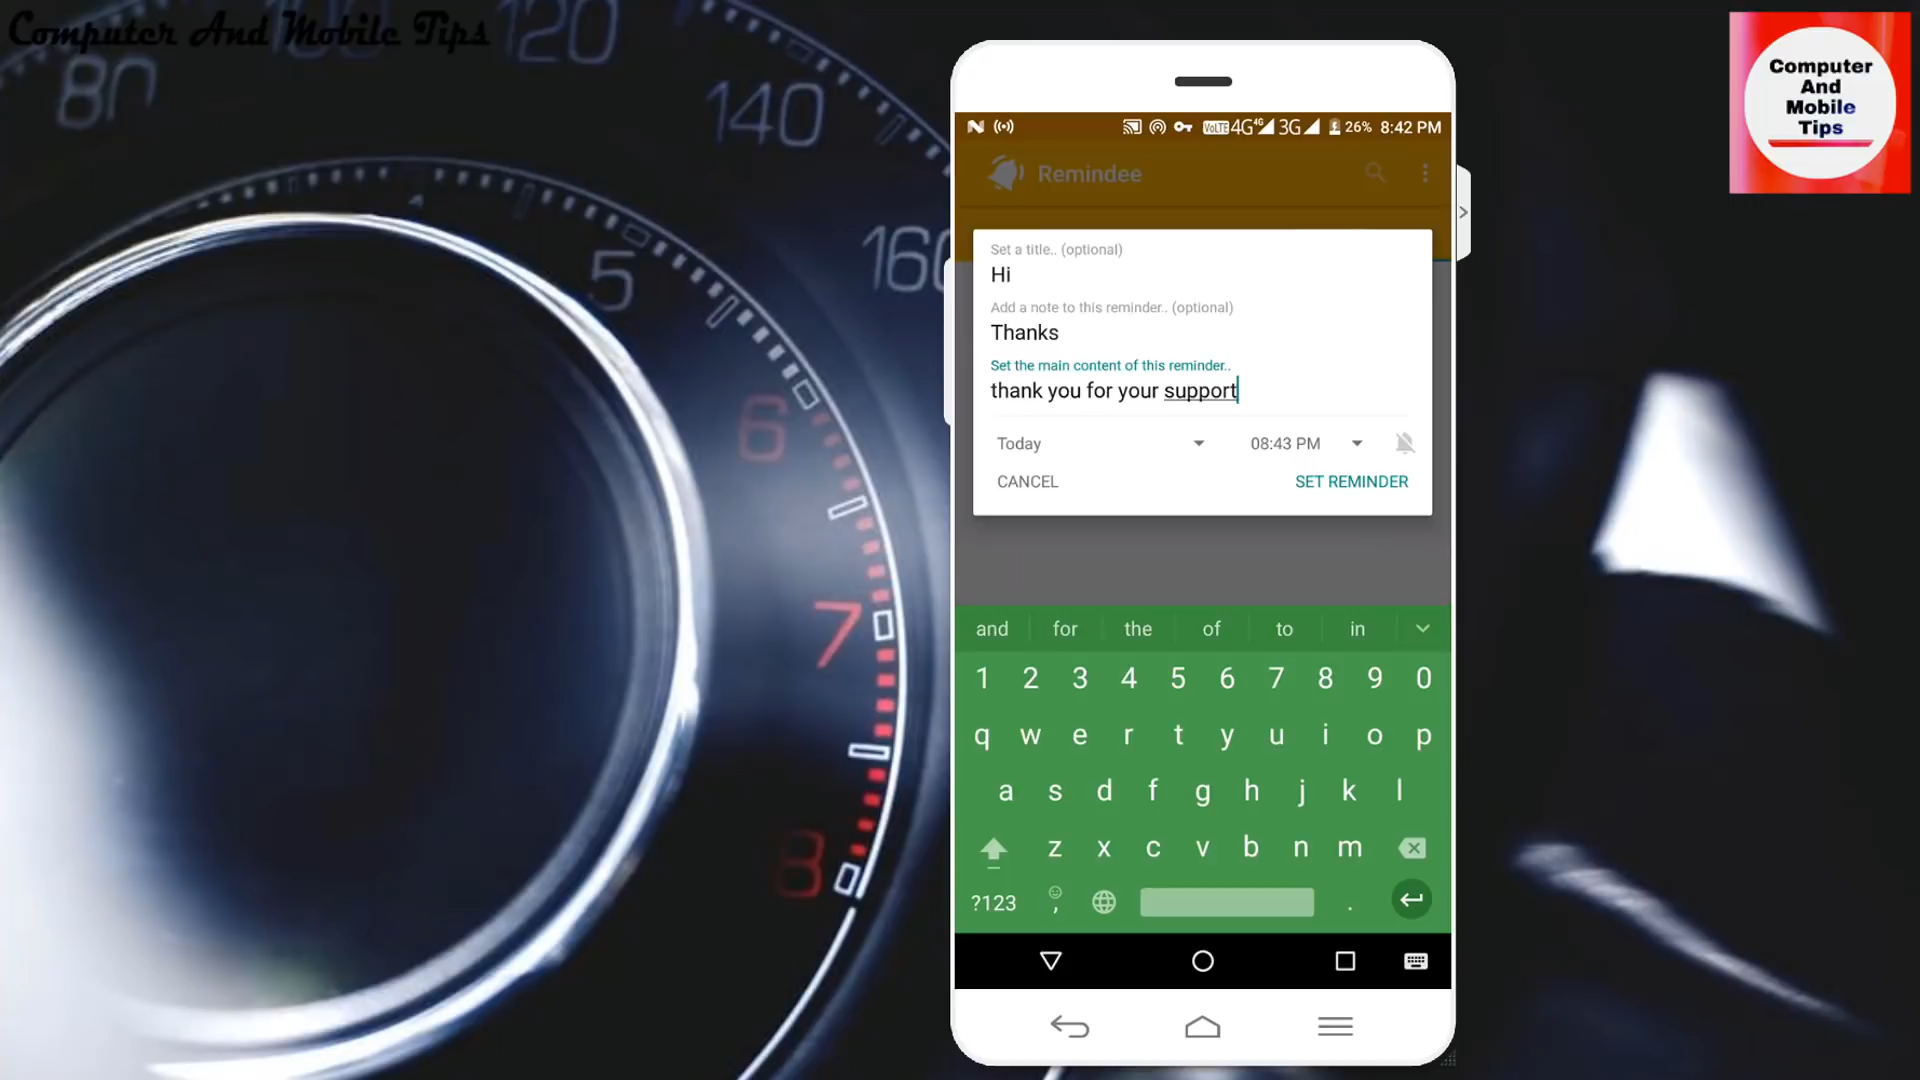 Computer And Mobile Tips
80
100
120
140
160
5
6
7
8
Computer
And
Mobile
Tips
VoLTE 4G 4G 3G 26% 8:42 PM
Remindee
Set a title.. (optional)
Hi
Add a note to this reminder.. (optional)
Thanks
Set the main content of this reminder..
thank you for your support
Today 08:43 PM
CANCEL SET REMINDER
and for the of to in
1 2 3 4 5 6 7 8 9 0
q w e r t y u i o p
a s d f g h j k l
z x c v b n m
?123 , .